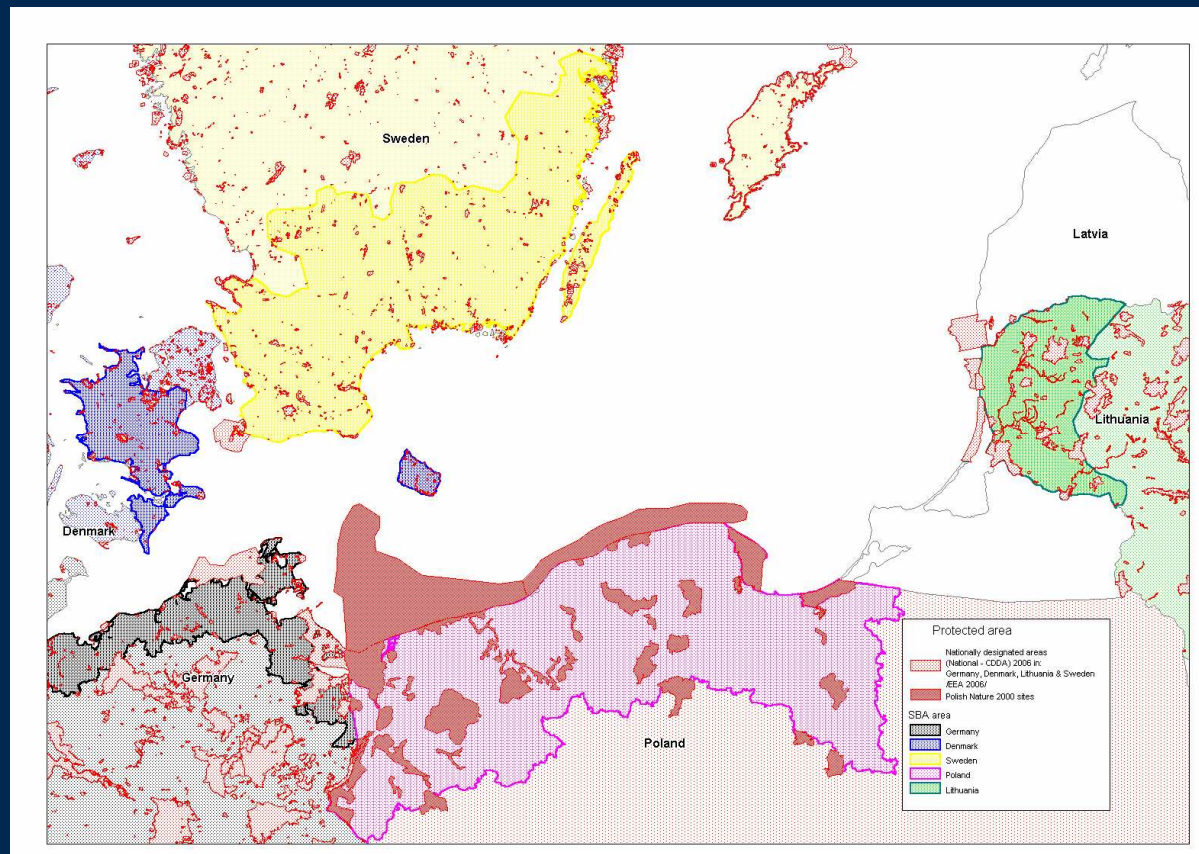 Sweden
Latvia
Lithuania
Denmark
Germany
Poland
Protected area
Nationally designated areas
(National - CDDA) 2006 in:
Germany, Denmark, Lithuania & Sweden
/EEA 2006/
Polish Nature 2000 sites
SBA area
Germany
Denmark
Sweden
Poland
Lithuania